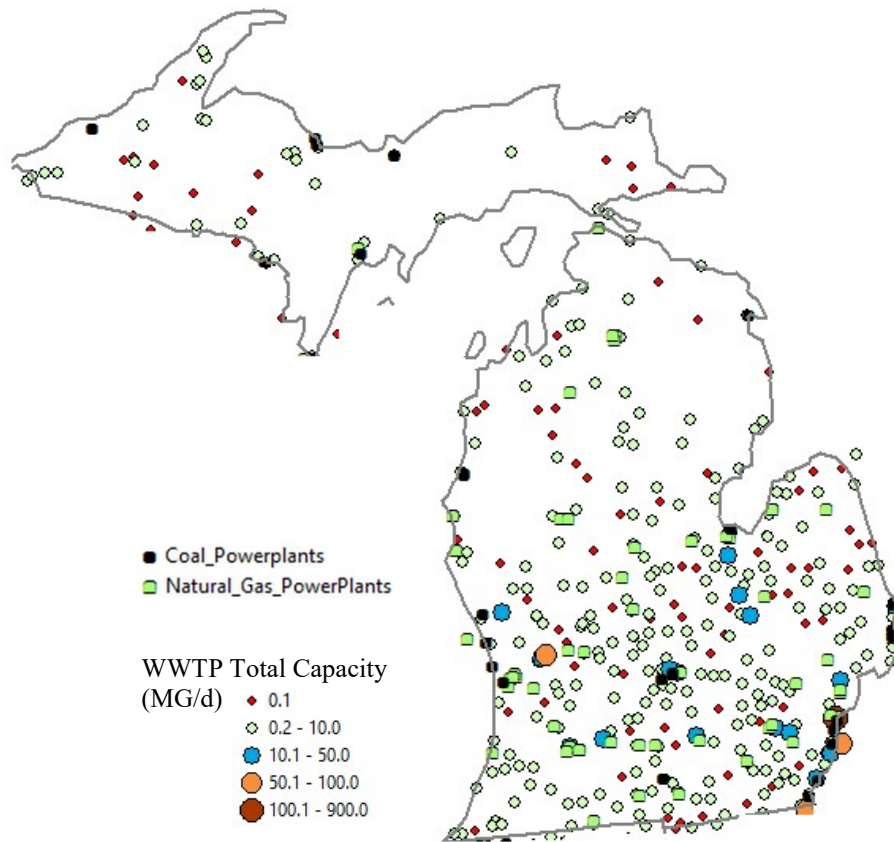 Coal_Powerplants
Natural_Gas_PowerPlants
WWTP Total Capacity
(MG/d)
0.1
0.2 - 10.0
10.1 - 50.0
50.1 - 100.0
100.1 - 900.0